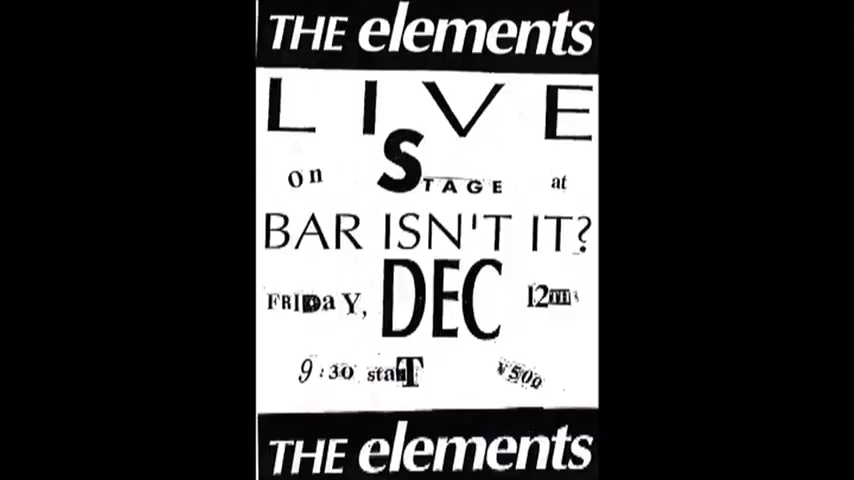 THE elements
LIVE
on STAGE at
BAR ISN'T IT?
FRIDaY, DEC 12TH
9:30 starT ¥500
THE elements